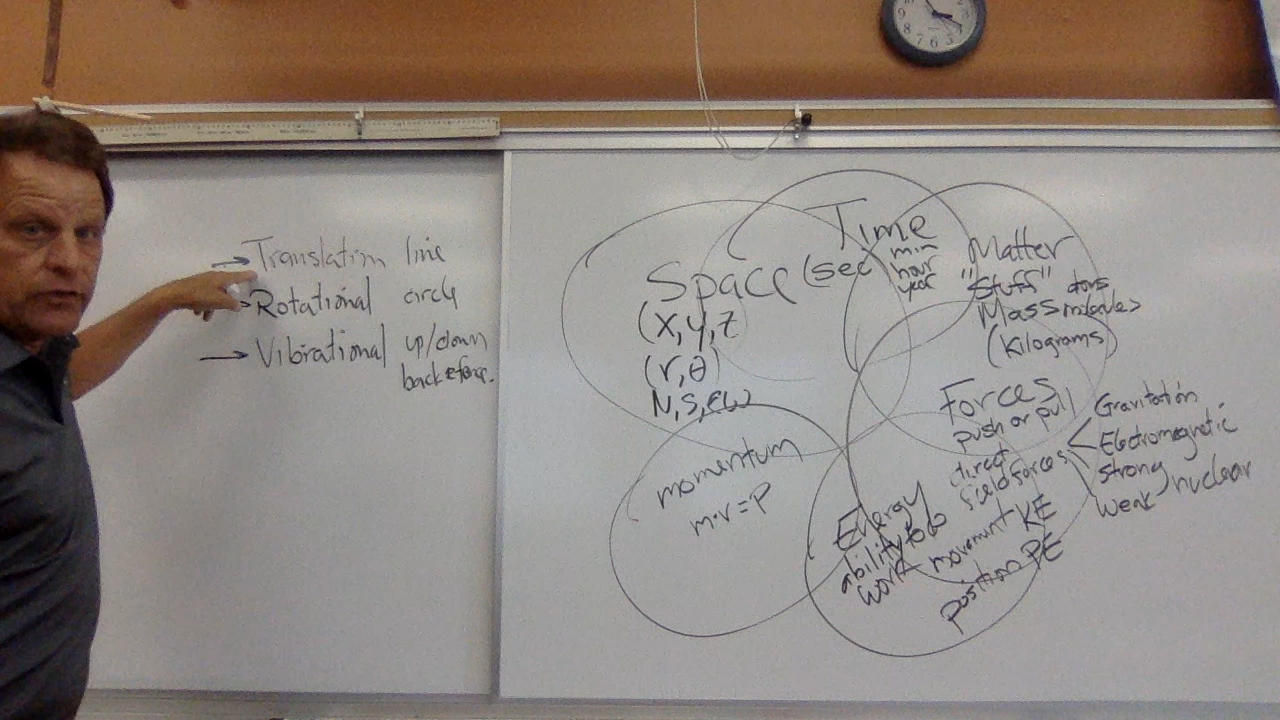 → Translation line
→ Rotational circle
→ Vibrational up/down
back & forc.
Time
(sec min
hour
year
Space
(x, y, z
(r, θ)
N, S, E, W
Matter
"Stuff" atoms
Mass molecules
(kilograms)
Forces
push or pull
direct
field forces
Gravitation
Electromagnetic
strong
weak nuclear
momentum
m·v=P
Energy
ability to do
work movement KE
position PE